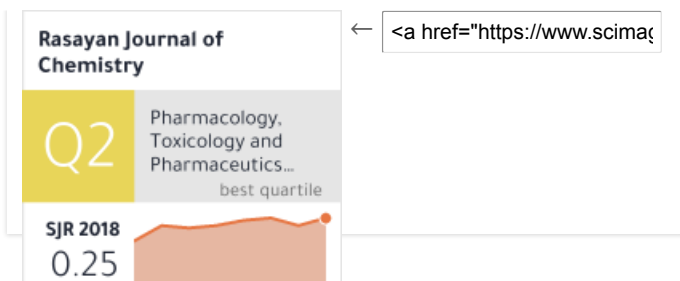 Rasayan Journal of
Chemistry
← <a href="https://www.scimag
Q2
Pharmacology,
Toxicology and
Pharmaceutics...
best quartile
SJR 2018
0.25